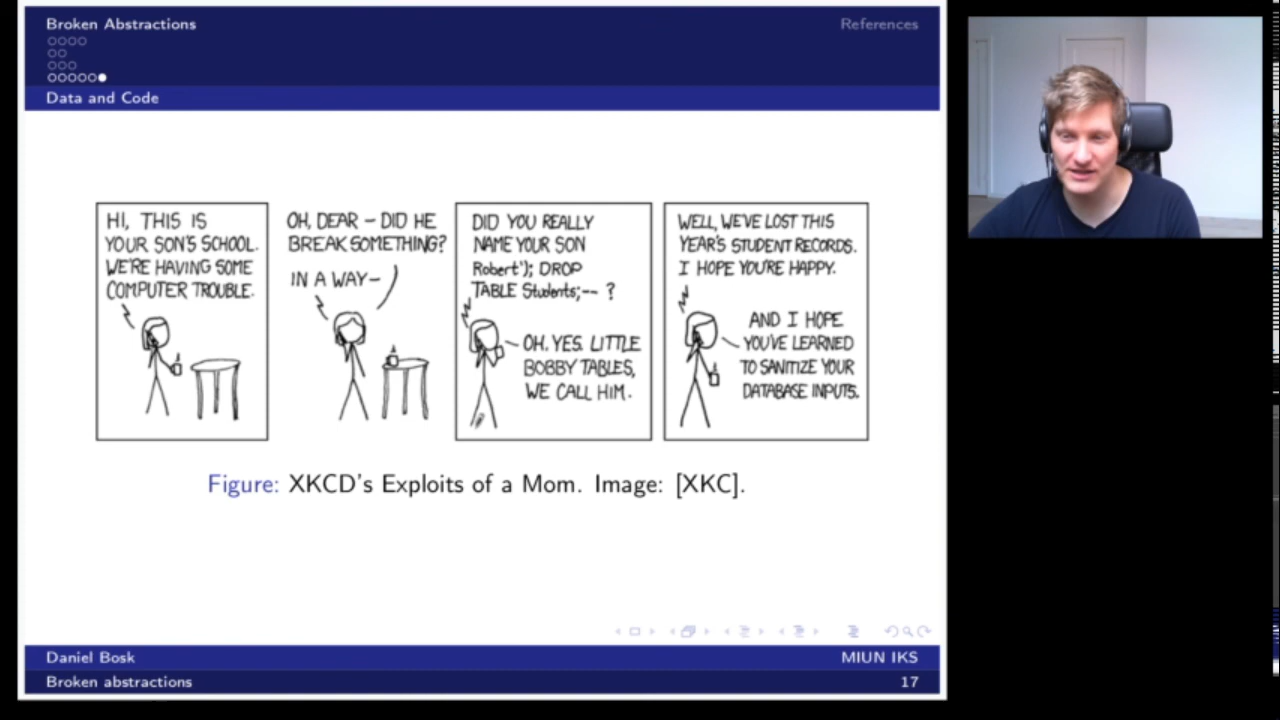 Broken Abstractions
References
Data and Code
HI, THIS IS
YOUR SON'S SCHOOL.
WE'RE HAVING SOME
COMPUTER TROUBLE.
OH, DEAR – DID HE
BREAK SOMETHING?
IN A WAY–
DID YOU REALLY
NAME YOUR SON
Robert'); DROP
TABLE Students;-- ?
OH, YES. LITTLE
BOBBY TABLES,
WE CALL HIM.
WELL, WE'VE LOST THIS
YEAR'S STUDENT RECORDS.
I HOPE YOU'RE HAPPY.
AND I HOPE
YOU'VE LEARNED
TO SANITIZE YOUR
DATABASE INPUTS.
Figure: XKCD's Exploits of a Mom. Image: [XKC].
Daniel Bosk
MIUN IKS
Broken abstractions
17